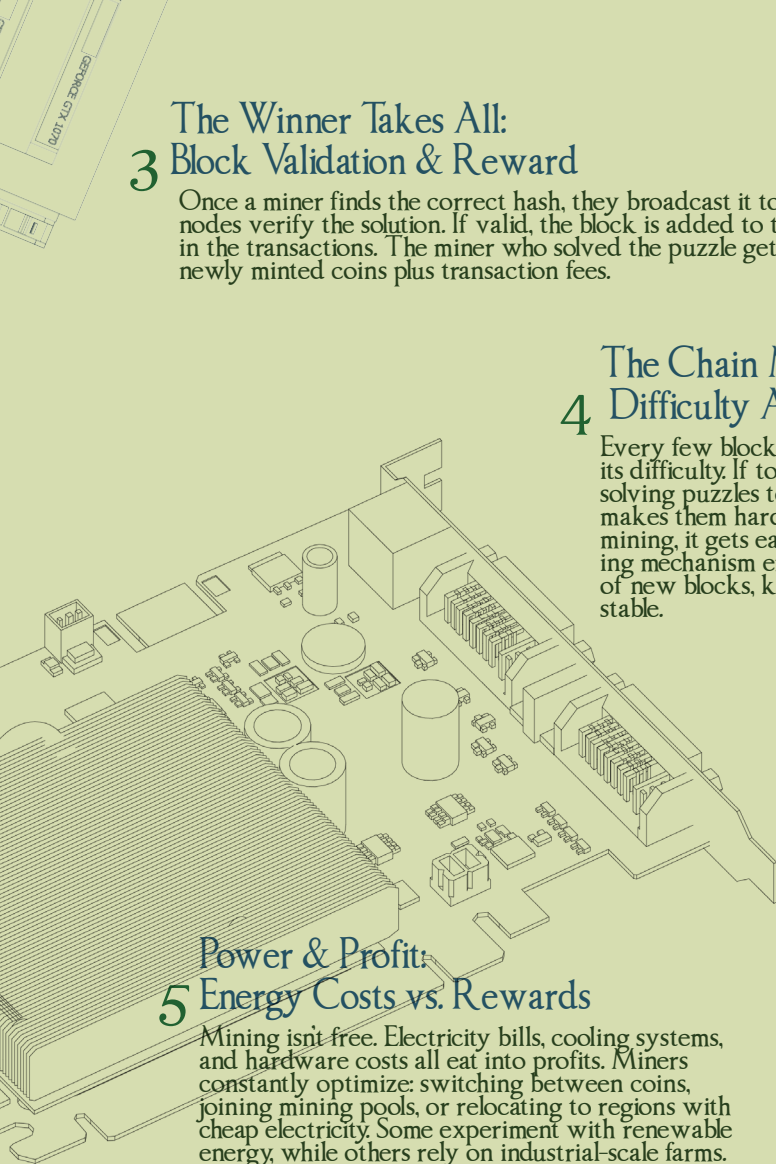 GEFORCE GTX 1070
The Winner Takes All:
3 Block Validation & Reward
Once a miner finds the correct hash, they broadcast it to
nodes verify the solution. If valid, the block is added to
in the transactions. The miner who solved the puzzle get
newly minted coins plus transaction fees.
The Chain
4 Difficulty
Every few block
its difficulty. If to
solving puzzles
makes them hard
mining, it gets ea
ing mechanism
of new blocks, k
stable.
Power & Profit:
5 Energy Costs vs. Rewards
Mining isn't free. Electricity bills, cooling systems,
and hardware costs all eat into profits. Miners
constantly optimize: switching between coins,
joining mining pools, or relocating to regions with
cheap electricity. Some experiment with renewable
energy, while others rely on industrial-scale farms.